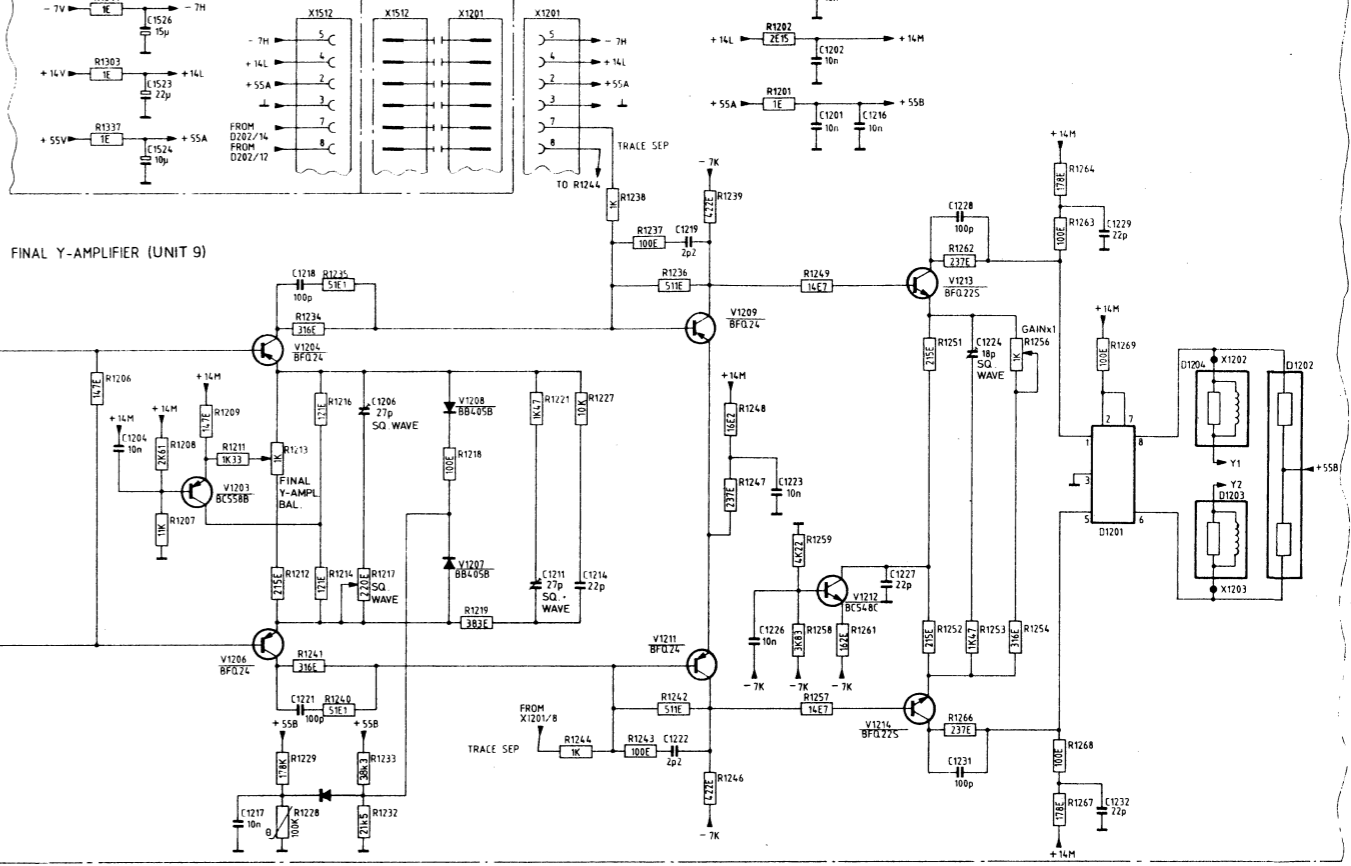 - 7V
1E
- 7H
C1526
15µ
+ 14V
R1303
1E
+ 14L
C1523
22µ
+ 55V
R1337
1E
+ 55A
C1524
10µ
X1512
X1512
X1201
X1201
- 7H
5
5
- 7H
+ 14L
4
4
+ 14L
+ 55A
2
2
+ 55A
3
3
FROM
D202/14
7
7
FROM
D202/12
8
8
TRACE SEP
TO R1244
R1202
+ 14L
2E15
+ 14M
C1202
10n
R1201
+ 55A
1E
+ 55B
C1201
10n
C1216
10n
FINAL Y-AMPLIFIER (UNIT 9)
R1238
1K
- 7K
R1239
422E
R1237
100E
C1219
2p2
R1236
511E
R1249
14E7
C1218
100p
R1235
51E1
R1234
316E
V1204
BFQ24
V1209
BFQ24
C1228
100p
R1262
237E
V1213
BFQ22S
+ 14M
R1264
178E
R1263
100E
C1229
22p
R1206
147E
+ 14M
R1209
147E
+ 14M
C1204
10n
R1208
2K61
R1211
1K33
R1213
1K
FINAL
Y-AMPL.
BAL.
V1203
BC558B
R1207
11K
R1216
121E
C1206
27p
SQ. WAVE
V1208
BB405B
R1218
100E
R1221
1K47
R1227
10K
+14M
R1248
16E2
R1247
237E
C1223
10n
R1251
215E
C1224
18p
SQ.
WAVE
GAINx1
R1256
1K
+14M
R1269
100E
2
7
1
8
3
5
6
D1201
D1204
X1202
D1202
Y1
Y2
D1203
X1203
+ 55B
R1212
215E
R1214
121E
R1217
220E
SQ.
WAVE
V1207
BB405B
R1219
383E
C1211
27p
SQ.
WAVE
C1214
22p
R1259
4K22
V1212
BC548C
C1227
22p
C1226
10n
R1258
3K83
R1261
162E
- 7K
- 7K
- 7K
R1252
215E
R1253
1K47
R1254
316E
V1206
BFQ24
R1241
316E
C1221
100p
R1240
51E1
V1211
BFQ24
R1242
511E
R1257
14E7
V1214
BFQ22S
R1266
237E
C1231
100p
FROM
X1201/8
TRACE SEP
R1244
1K
R1243
100E
C1222
2p2
R1246
422E
- 7K
R1268
100E
R1267
178E
C1232
22p
+14M
+ 55B
+ 55B
R1229
178K
R1233
38k3
C1217
10n
θ
R1228
100K
R1232
21k5